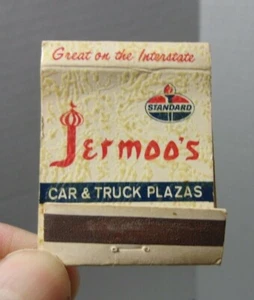 Great on the Interstate
STANDARD
Jermoo's
CAR & TRUCK PLAZAS